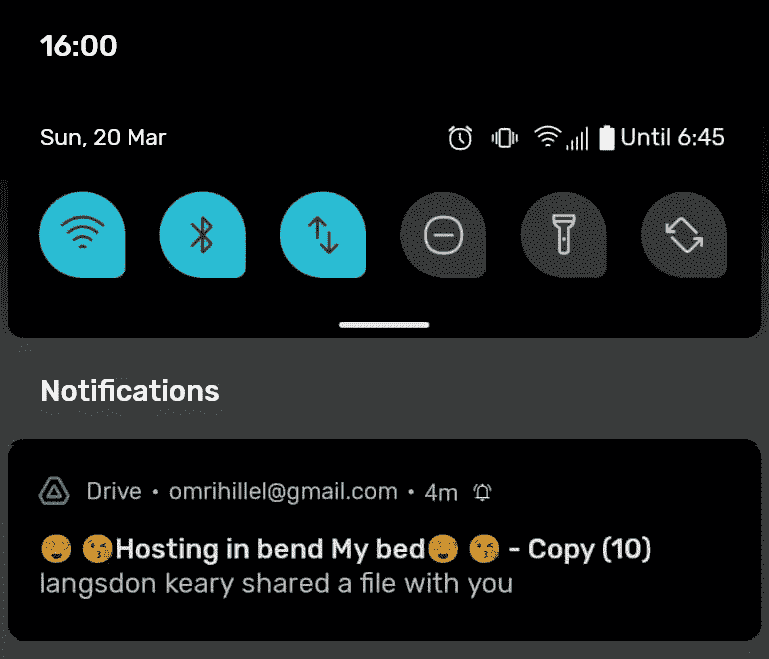 16:00
Sun, 20 Mar Until 6:45
Notifications
Drive • omrihillel@gmail.com • 4m
😊 😘Hosting in bend My bed😊 😘 - Copy (10)
langsdon keary shared a file with you